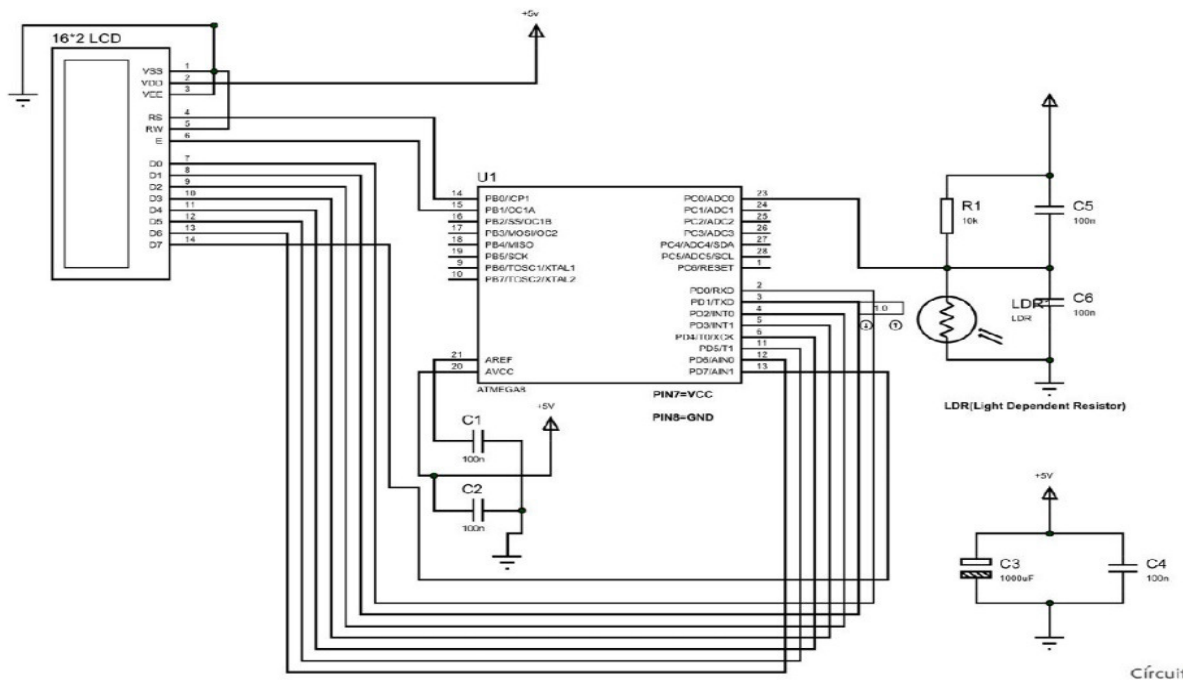 +5v
16*2 LCD
VSS 1
VDD 2
VEE 3
RS 4
RW 5
E 6
D0 7
D1 8
D2 9
D3 10
D4 11
D5 12
D6 13
D7 14
U1
14 PB0/ICP1 PC0/ADC0 23
15 PB1/OC1A PC1/ADC1 24
16 PB2/SS/OC1B PC2/ADC2 25
17 PB3/MOSI/OC2 PC3/ADC3 26
18 PB4/MISO PC4/ADC4/SDA 27
19 PB5/SCK PC5/ADC5/SCL 28
9 PB6/TOSC1/XTAL1 PC6/RESET 1
10 PB7/TOSC2/XTAL2
PD0/RXD 2
PD1/TXD 3
PD2/INT0 4
PD3/INT1 5
PD4/T0/XCK 6
PD5/T1 11
PD6/AIN0 12
PD7/AIN1 13
21 AREF
20 AVCC
ATMEGA8
PIN7=VCC
PIN8=GND
1.0
R1
10k
C5
100n
LDR
LDR
C6
100n
LDR(Light Dependent Resistor)
+5V
C1
100n
C2
100n
+5V
C3
1000uF
C4
100n
Círcuit